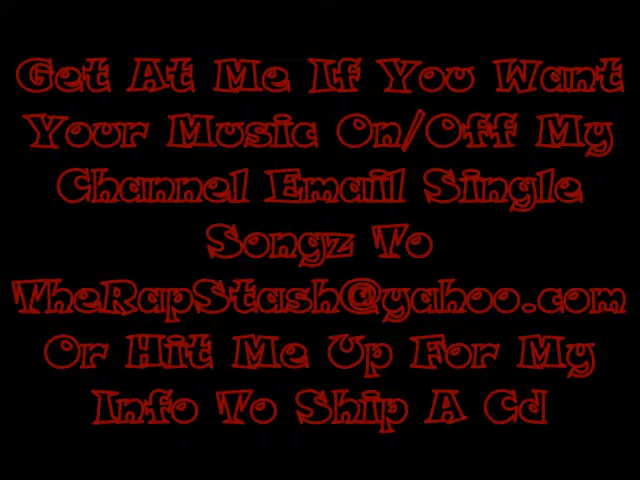 Get At Me If You Want
Your Music On/Off My
Channel Email Single
Songz To
TheRapStash@yahoo.com
Or Hit Me Up For My
Info To Ship A Cd